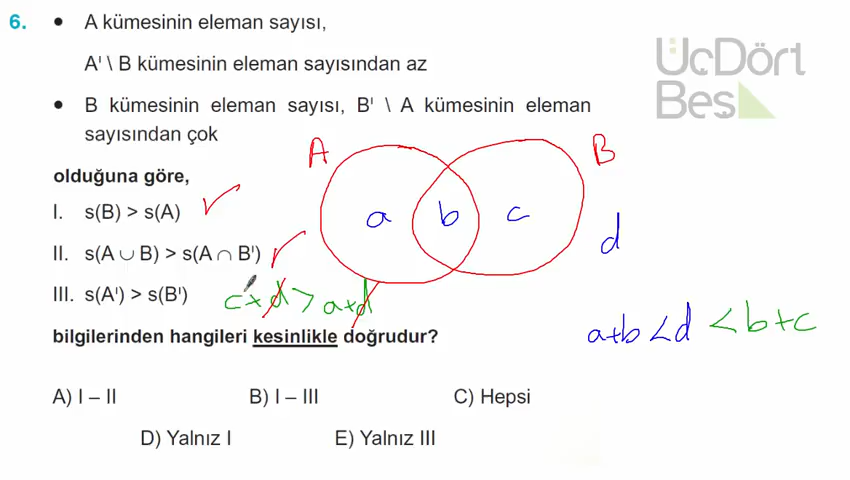 6. • A kümesinin eleman sayısı,
A' \ B kümesinin eleman sayısından az
ÜçDört
Beş
• B kümesinin eleman sayısı, B' \ A kümesinin eleman
sayısından çok
olduğuna göre,
A
B
I. s(B) > s(A)
a b c
d
II. s(A ∪ B) > s(A ∩ B')
III. s(A') > s(B')
c+d > a+d
a+b < d < b+c
bilgilerinden hangileri kesinlikle doğrudur?
A) I – II B) I – III C) Hepsi
D) Yalnız I E) Yalnız III